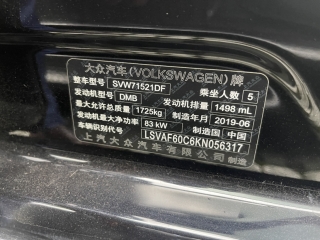 大众汽车(VOLKSWAGEN)牌
整车型号 SVW71521DF 乘坐人数 5
发动机型号 DMB 发动机排量 1498 mL
最大允许总质量 1725kg 制造年月 2019-06
发动机最大净功率 83 kW 制造国 中国
车辆识别代号 LSVAF60C6KN056317
上汽大众汽车有限公司 制造